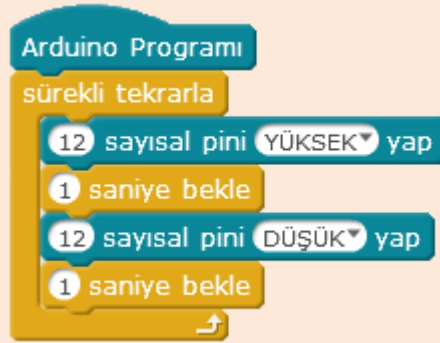 Arduino Programı
sürekli tekrarla
12 sayısal pini YÜKSEK yap
1 saniye bekle
12 sayısal pini DÜŞÜK yap
1 saniye bekle